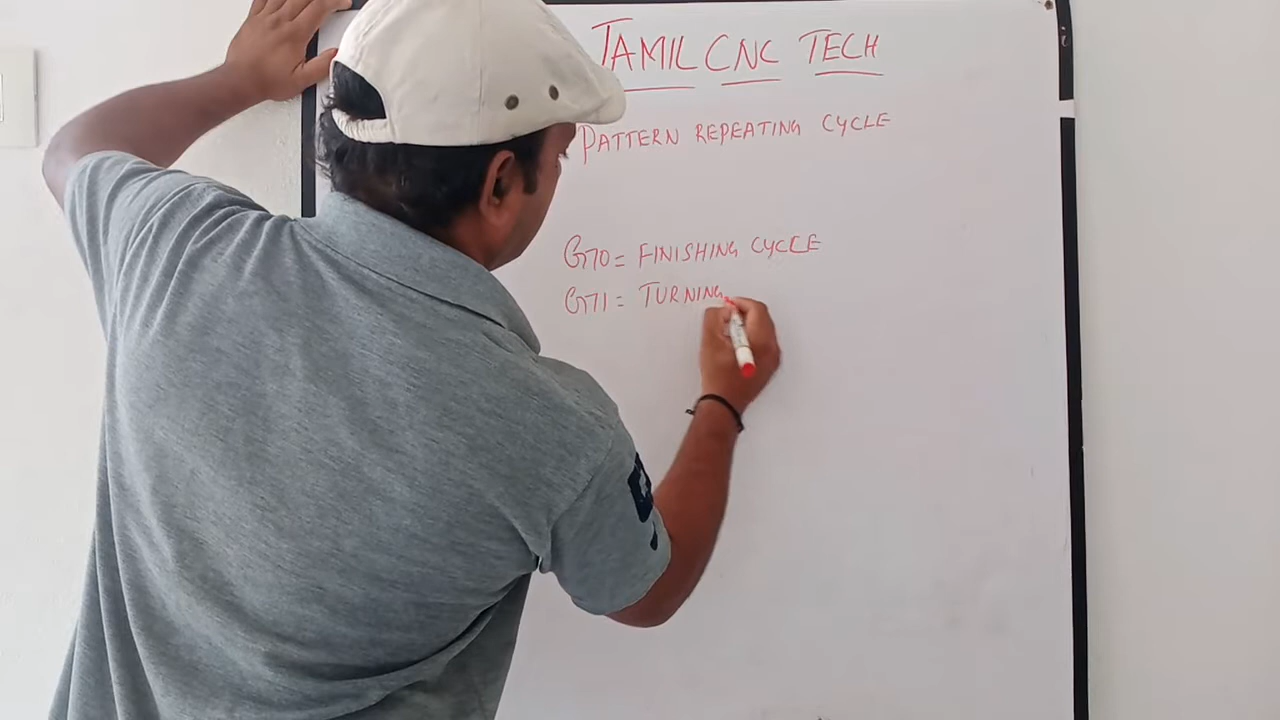 TAMIL CNC TECH
PATTERN REPEATING CYCLE
G70 = FINISHING CYCLE
G71 = TURNING